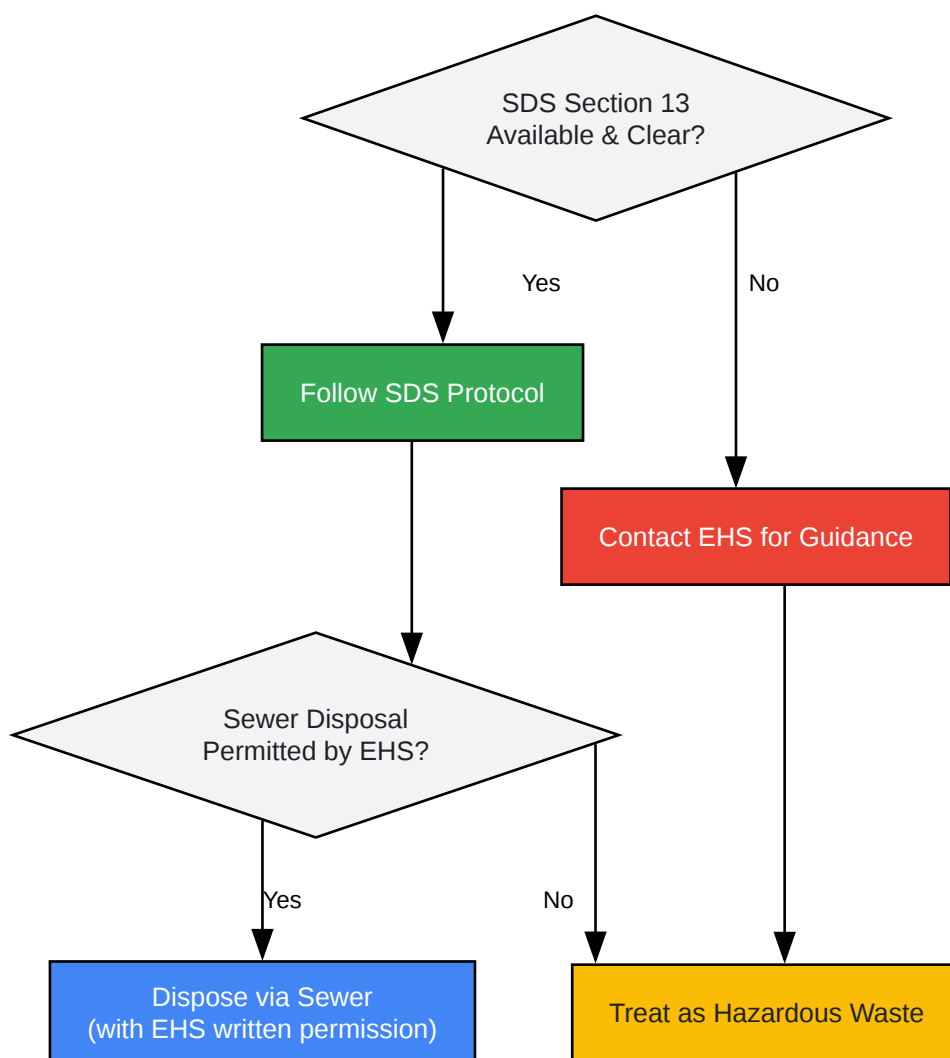 SDS Section 13
Available & Clear?
Yes
No
Follow SDS Protocol
Contact EHS for Guidance
Sewer Disposal
Permitted by EHS?
Yes
No
Dispose via Sewer
(with EHS written permission)
Treat as Hazardous Waste